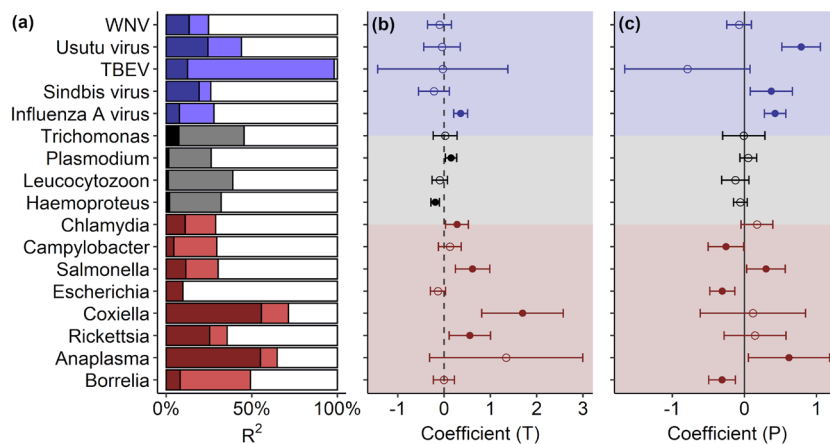 (a)
(b)
(c)
WNV
Usutu virus
TBEV
Sindbis virus
Influenza A virus
Trichomonas
Plasmodium
Leucocytozoon
Haemoproteus
Chlamydia
Campylobacter
Salmonella
Escherichia
Coxiella
Rickettsia
Anaplasma
Borrelia
0% 50% 100%
-1 0 1 2 3
-1 0 1
R²
Coefficient (T)
Coefficient (P)